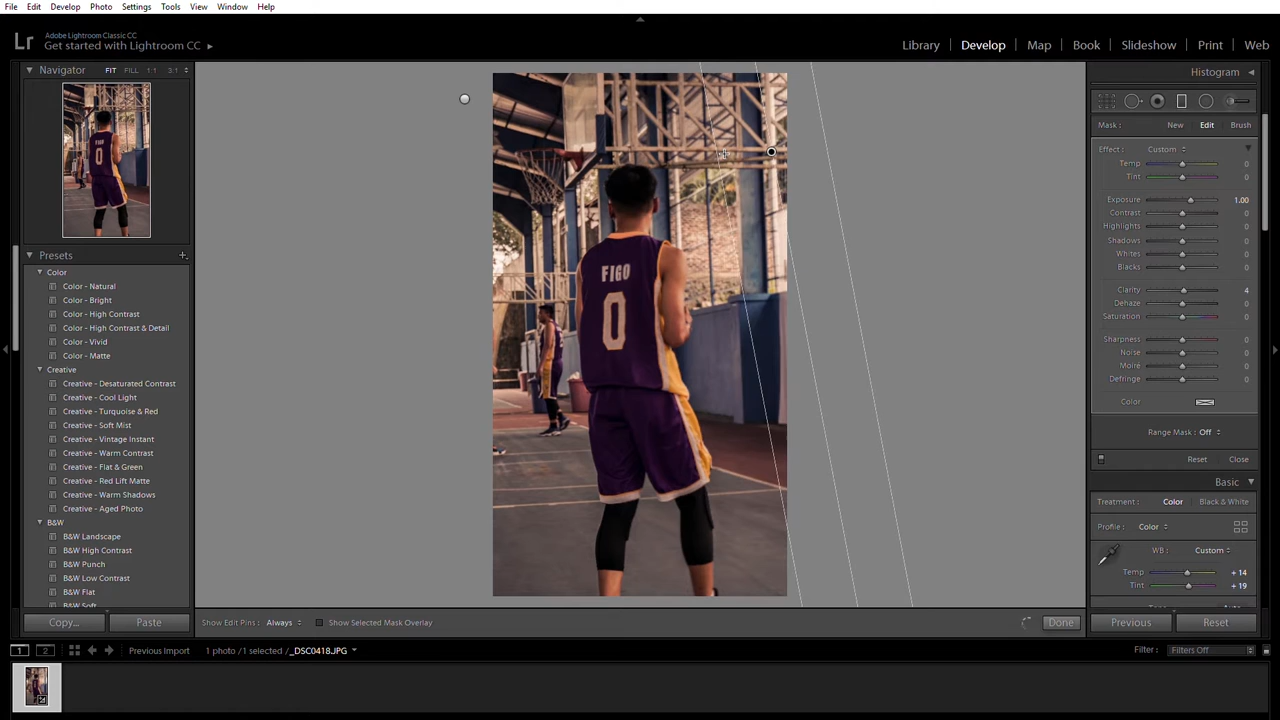 File Edit Develop Photo Settings Tools View Window Help
Lr Adobe Lightroom Classic CC
Get started with Lightroom CC
Library Develop Map Book Slideshow Print Web
Navigator FIT FILL 1:1 3:1
Histogram
Mask : New Edit Brush
Effect : Custom
Temp 0
Tint 0
Exposure 1.00
Contrast 0
Highlights 0
Shadows 0
Whites 0
Blacks 0
Clarity 4
Dehaze 0
Saturation 0
Sharpness 0
Noise 0
Moire 0
Defringe 0
Color
Range Mask : Off
Reset Close
Basic
Treatment : Color Black & White
Profile : Color
WB : Custom
Temp + 14
Tint + 19
Presets
Color
Color - Natural
Color - Bright
Color - High Contrast
Color - High Contrast & Detail
Color - Vivid
Color - Matte
Creative
Creative - Desaturated Contrast
Creative - Cool Light
Creative - Turquoise & Red
Creative - Soft Mist
Creative - Vintage Instant
Creative - Warm Contrast
Creative - Flat & Green
Creative - Red Lift Matte
Creative - Warm Shadows
Creative - Aged Photo
B&W
B&W Landscape
B&W High Contrast
B&W Punch
B&W Low Contrast
B&W Flat
B&W Soft
FIGO
0
Copy... Paste
Show Edit Pins : Always Show Selected Mask Overlay Done
Previous Reset
1 2 Previous Import 1 photo / 1 selected / _DSC0418.JPG
Filter : Filters Off